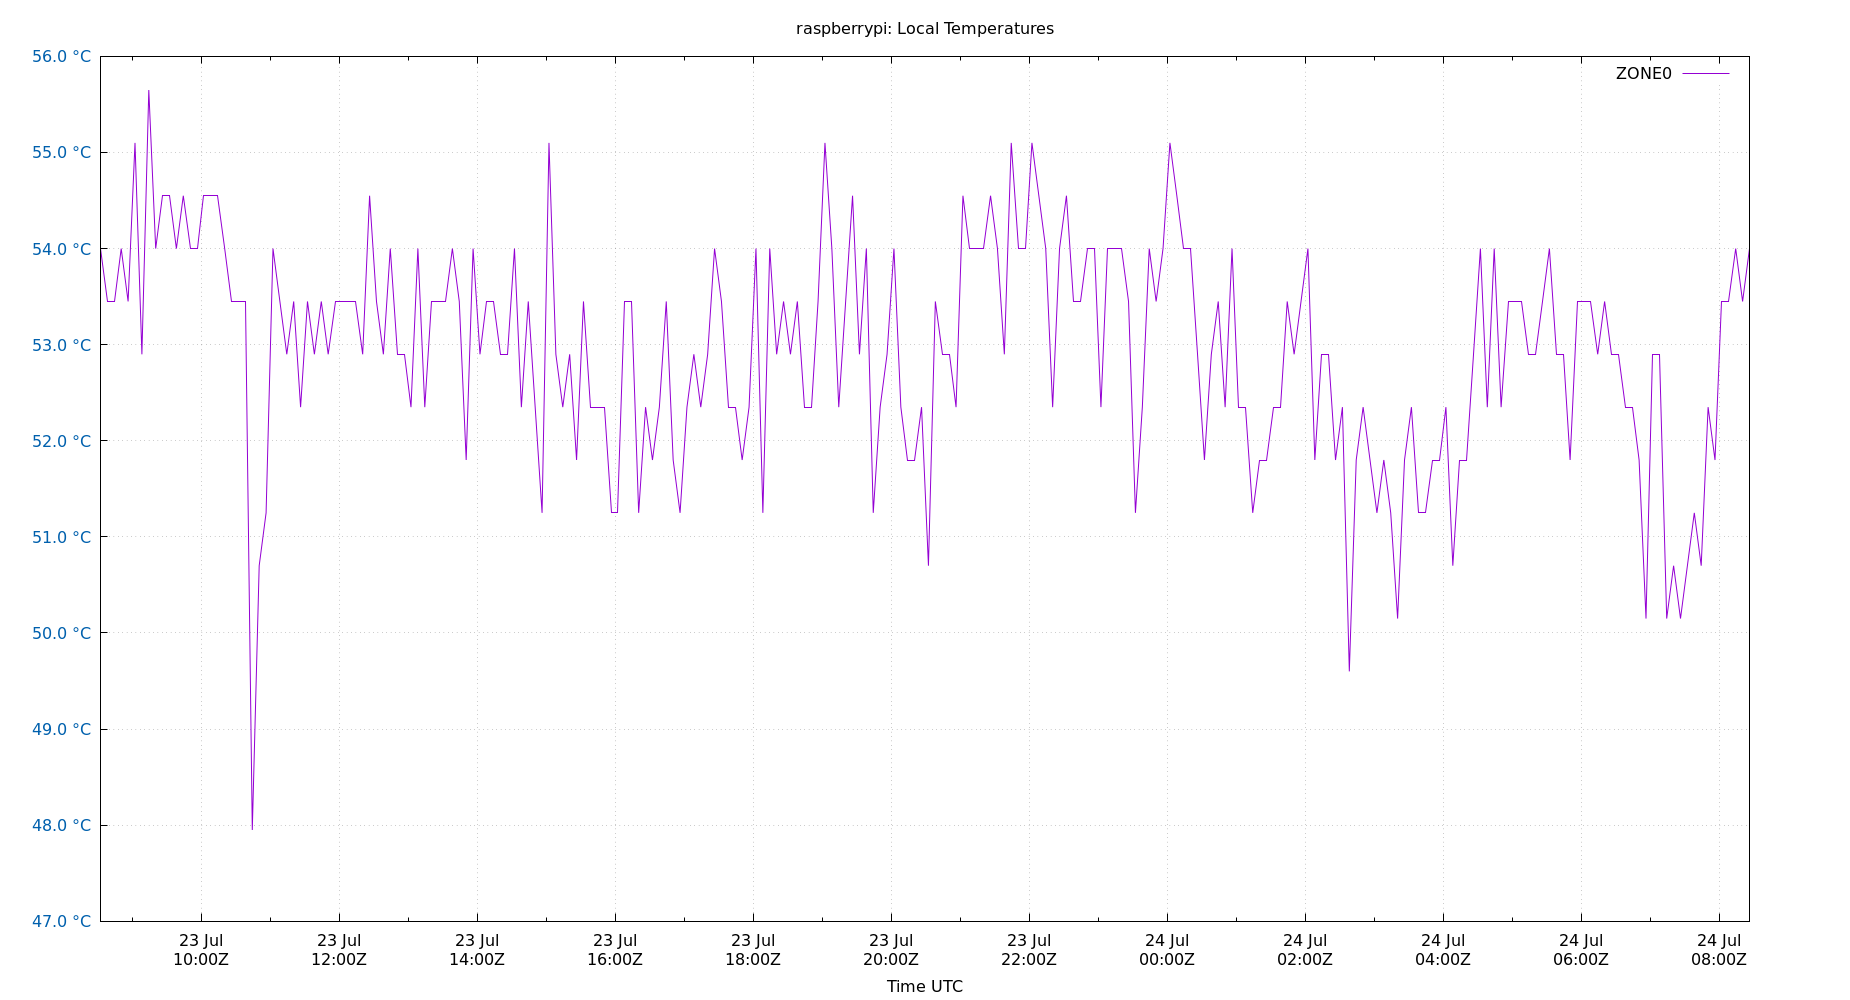 raspberrypi: Local Temperatures
56.0 °C
ZONE0
55.0 °C
54.0 °C
53.0 °C
52.0 °C
51.0 °C
50.0 °C
49.0 °C
48.0 °C
47.0 °C
23 Jul 23 Jul 23 Jul 23 Jul 23 Jul 23 Jul 23 Jul 24 Jul 24 Jul 24 Jul 24 Jul 24 Jul
10:00Z 12:00Z 14:00Z 16:00Z 18:00Z 20:00Z 22:00Z 00:00Z 02:00Z 04:00Z 06:00Z 08:00Z
Time UTC